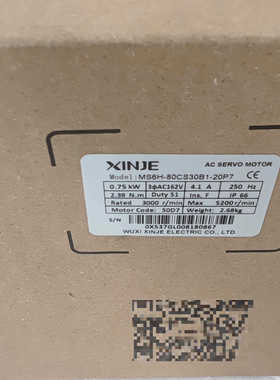 XINJE AC SERVO MOTOR
Model: MS6H-80CS30B1-20P7
0.75 kW 3φAC162V 4.1 A 250 Hz
2.39 N.m Duty S1 Ins. F IP 66
Rated 3000 r/min Max 5200 r/min
Motor Code: 50D7 Weight: 2.68kg
S/N
0X537GL008180867
WUXI XINJE ELECTRIC CO., LTD.